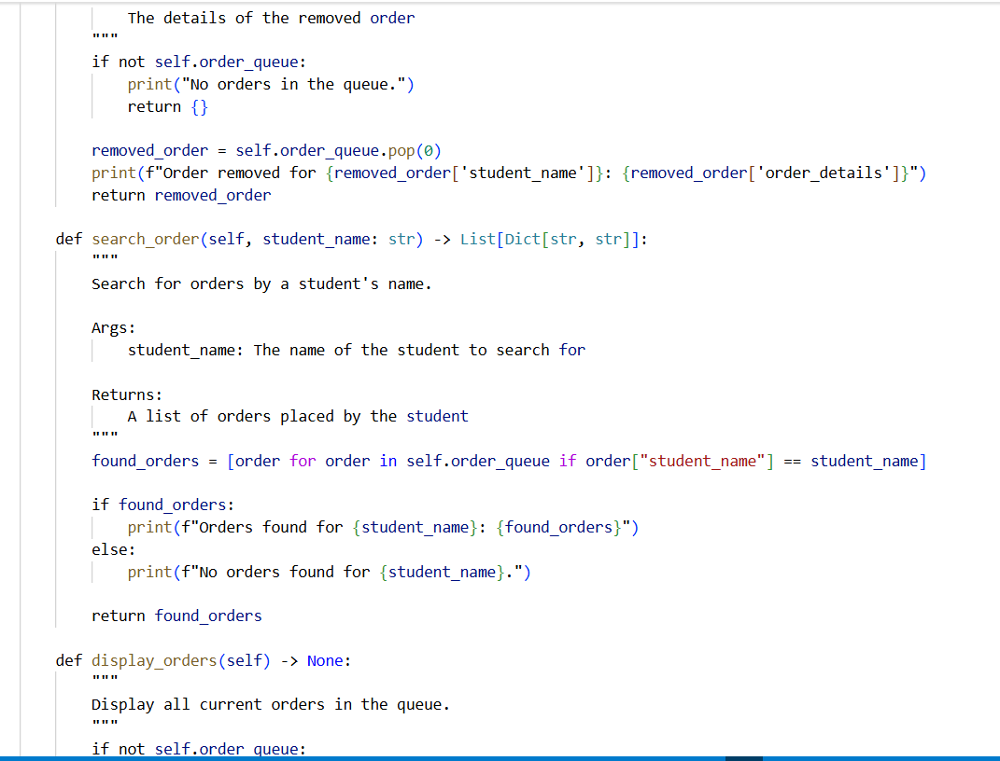 The details of the removed order
"""
if not self.order_queue:
print("No orders in the queue.")
return {}
removed_order = self.order_queue.pop(0)
print(f"Order removed for {removed_order['student_name']}: {removed_order['order_details']}")
return removed_order
def search_order(self, student_name: str) -> List[Dict[str, str]]:
"""
Search for orders by a student's name.
Args:
student_name: The name of the student to search for
Returns:
A list of orders placed by the student
"""
found_orders = [order for order in self.order_queue if order["student_name"] == student_name]
if found_orders:
print(f"Orders found for {student_name}: {found_orders}")
else:
print(f"No orders found for {student_name}.")
return found_orders
def display_orders(self) -> None:
"""
Display all current orders in the queue.
"""
if not self.order_queue: